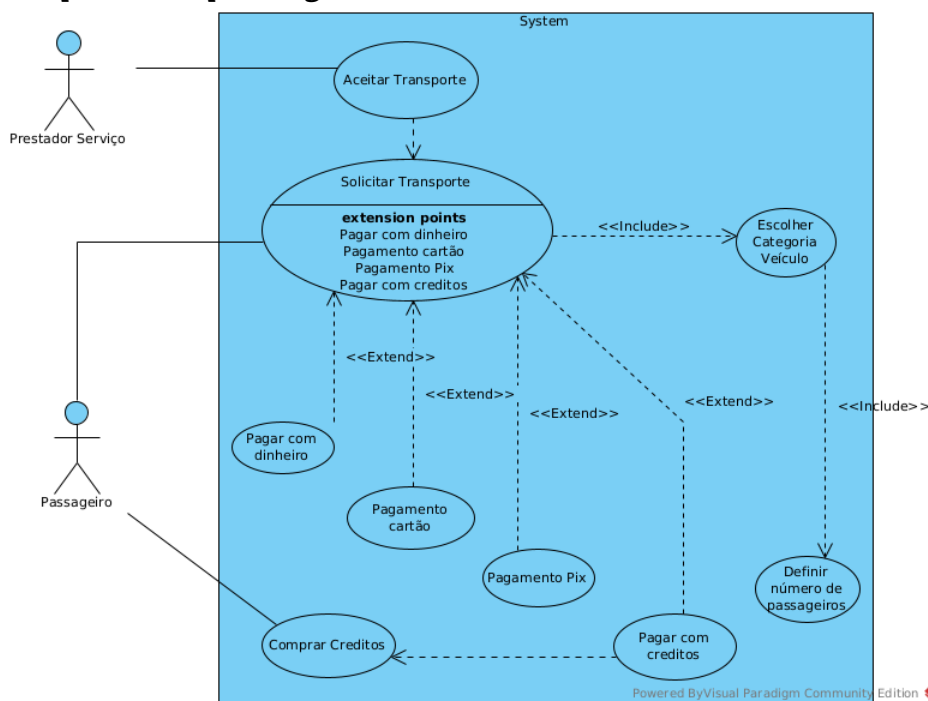 System
Aceitar Transporte
Prestador Serviço
Solicitar Transporte
extension points
Pagar com dinheiro
Pagamento cartão
Pagamento Pix
Pagar com creditos
<<Include>>
Escolher
Categoria
Veículo
<<Extend>>
<<Extend>>
<<Extend>>
<<Extend>>
<<Include>>
Pagar com
dinheiro
Passageiro
Pagamento
cartão
Pagamento Pix
Definir
número de
passageiros
Comprar Creditos
Pagar com
creditos
Powered ByVisual Paradigm Community Edition